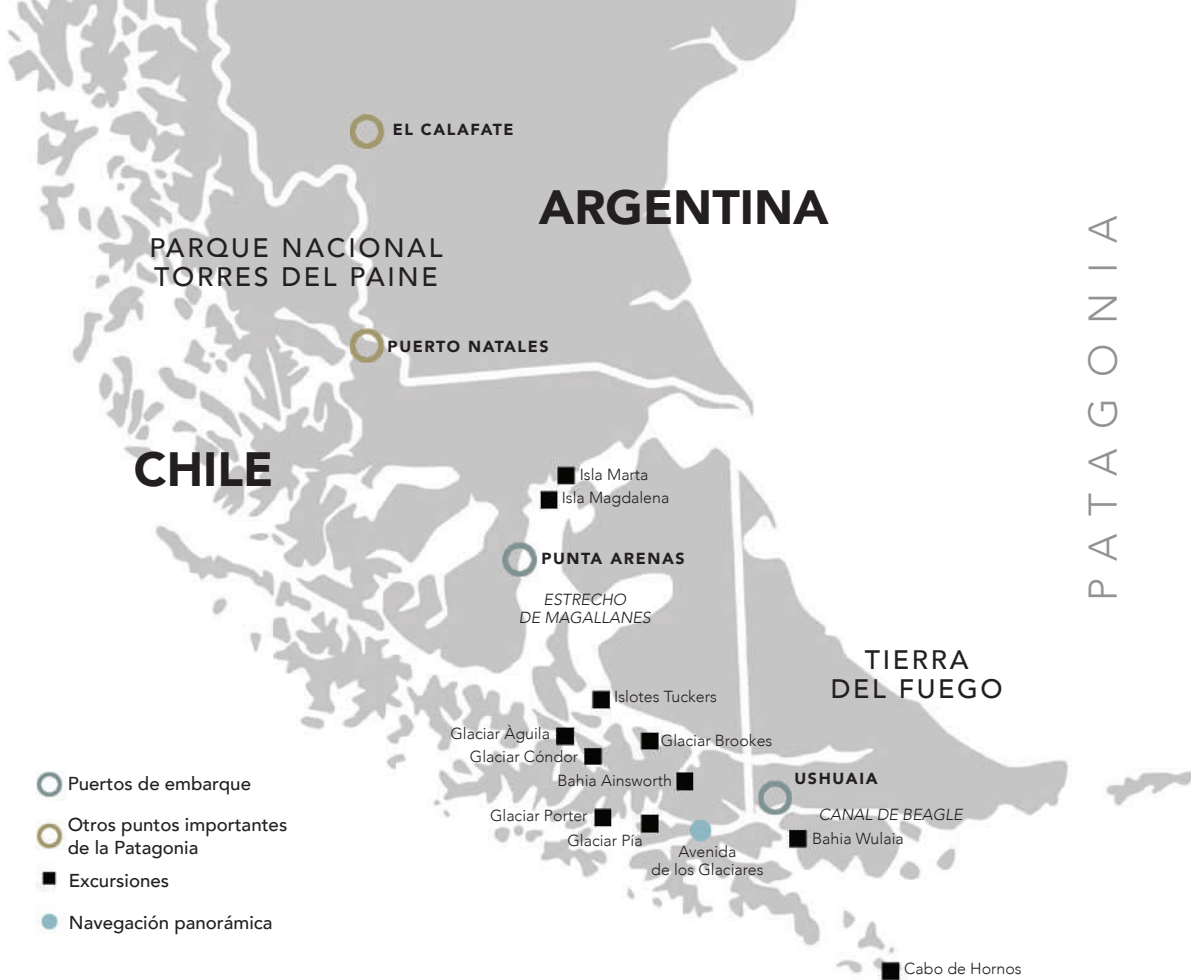 EL CALAFATE
ARGENTINA
PARQUE NACIONAL
TORRES DEL PAINE
PATAGONIA
PUERTO NATALES
CHILE
Isla Marta
Isla Magdalena
PUNTA ARENAS
ESTRECHO
DE MAGALLANES
TIERRA
DEL FUEGO
Islotes Tuckers
Glaciar Àguila
Glaciar Brookes
Glaciar Cóndor
Bahia Ainsworth
USHUAIA
CANAL DE BEAGLE
Glaciar Porter
Glaciar Pía
Bahia Wulaia
Avenida
de los Glaciares
Cabo de Hornos
Puertos de embarque
Otros puntos importantes
de la Patagonia
Excursiones
Navegación panorámica